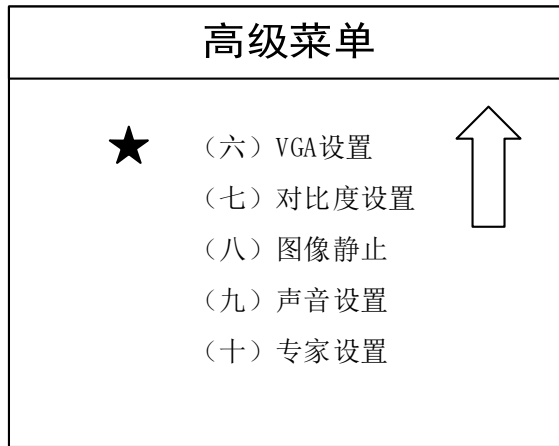 高级菜单
（六）VGA设置
（七）对比度设置
（八）图像静止
（九）声音设置
（十）专家设置